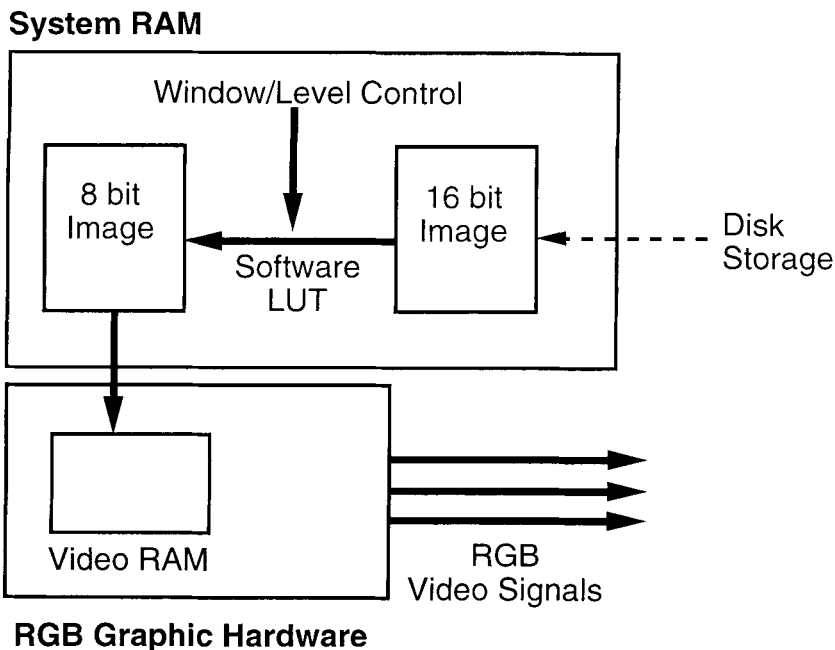 System RAM
Window/Level Control
8 bit
Image
16 bit
Image
Software
LUT
Disk
Storage
Video RAM
RGB
Video Signals
RGB Graphic Hardware